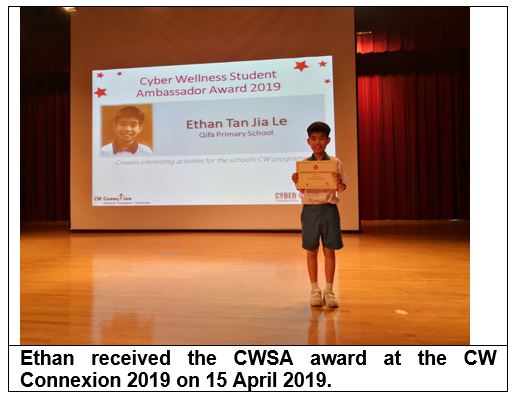 Cyber Wellness Student
Ambassador Award 2019
Ethan Tan Jia Le
Qifa Primary School
Creates interesting activities for the school's CW program
CW Connexion
CYBER
Ethan received the CWSA award at the CW
Connexion 2019 on 15 April 2019.